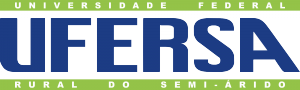 UNIVERSIDADE FEDERAL
UFERSA
RURAL DO SEMI-ÁRIDO